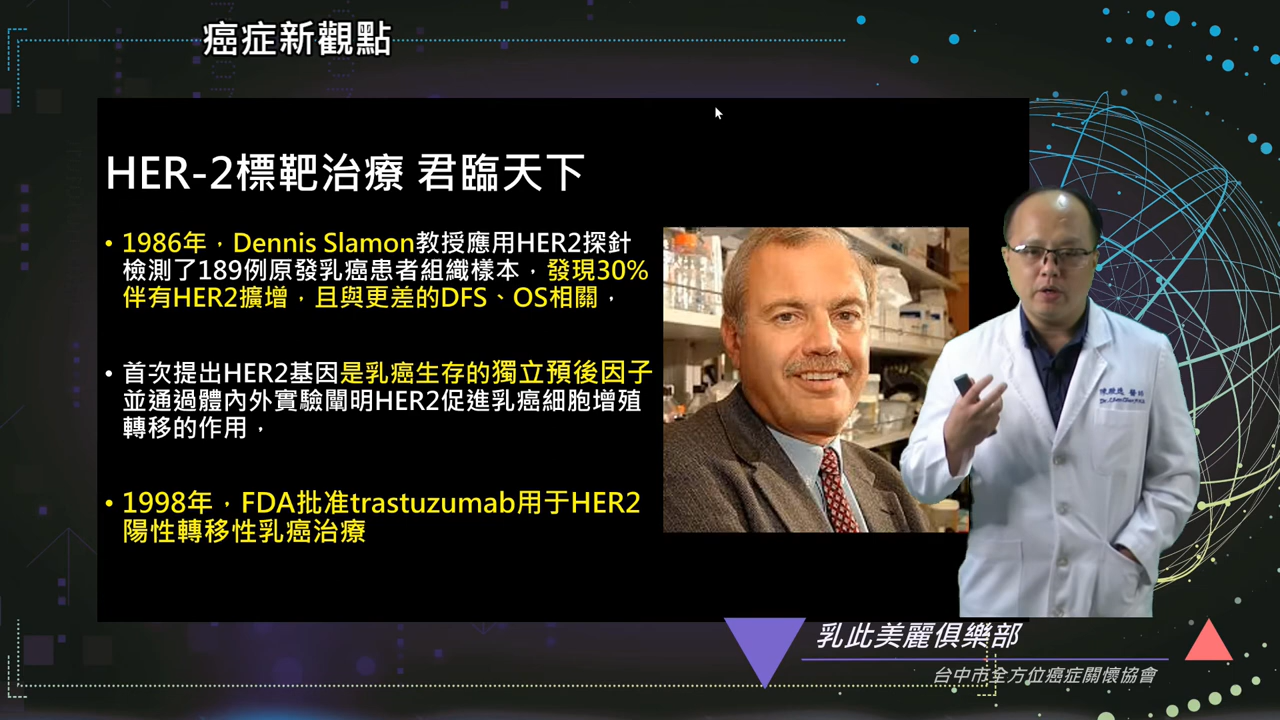 癌症新觀點
HER-2標靶治療 君臨天下
• 1986年，Dennis Slamon教授應用HER2探針
檢測了189例原發乳癌患者組織樣本，發現30%
伴有HER2擴增，且與更差的DFS、OS相關，
• 首次提出HER2基因是乳癌生存的獨立預後因子
並通過體內外實驗闡明HER2促進乳癌細胞增殖
轉移的作用，
• 1998年，FDA批准trastuzumab用于HER2
陽性轉移性乳癌治療
乳此美麗俱樂部
台中市全方位癌症關懷協會